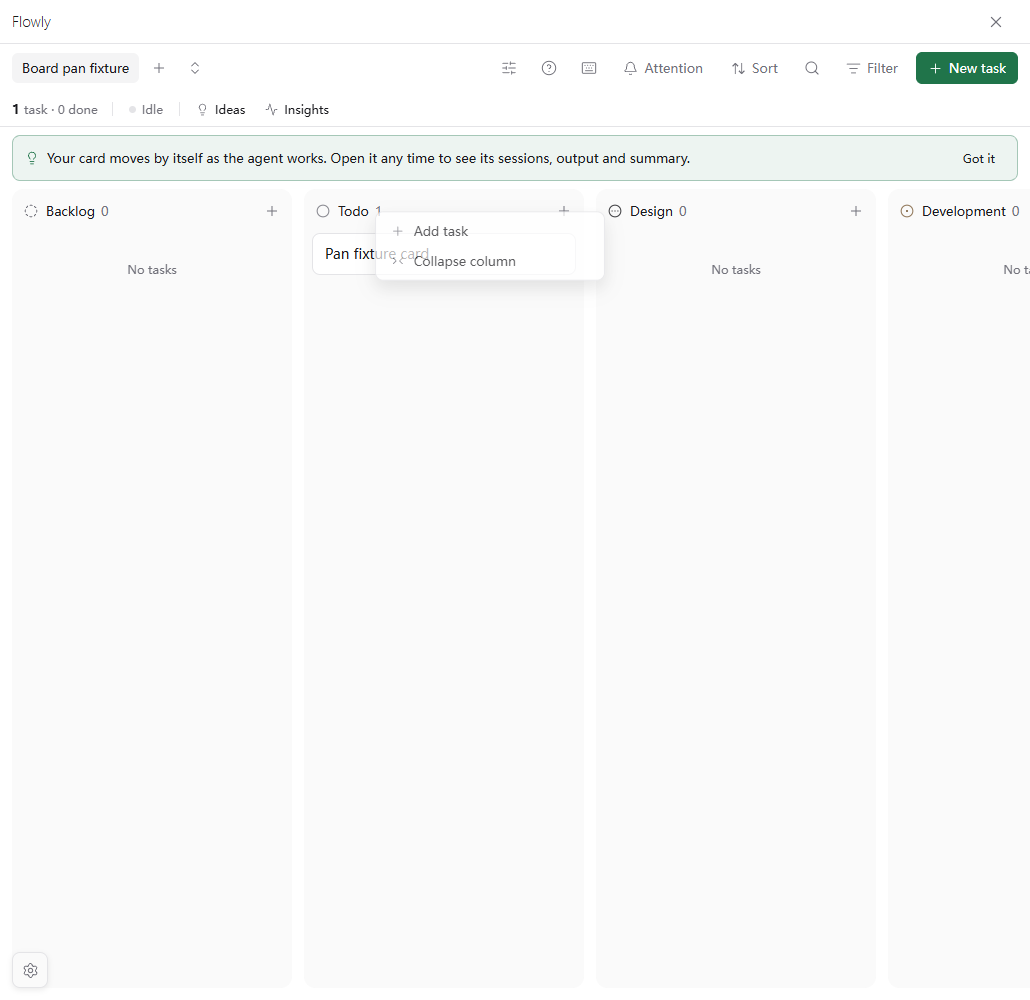 Flowly
Board pan fixture
Attention
Sort
Filter
New task
1 task · 0 done
Idle
Ideas
Insights
Your card moves by itself as the agent works. Open it any time to see its sessions, output and summary.
Got it
Backlog 0
Todo 1
Design 0
Development 0
Add task
Pan fixture card
Collapse column
No tasks
No tasks
No t